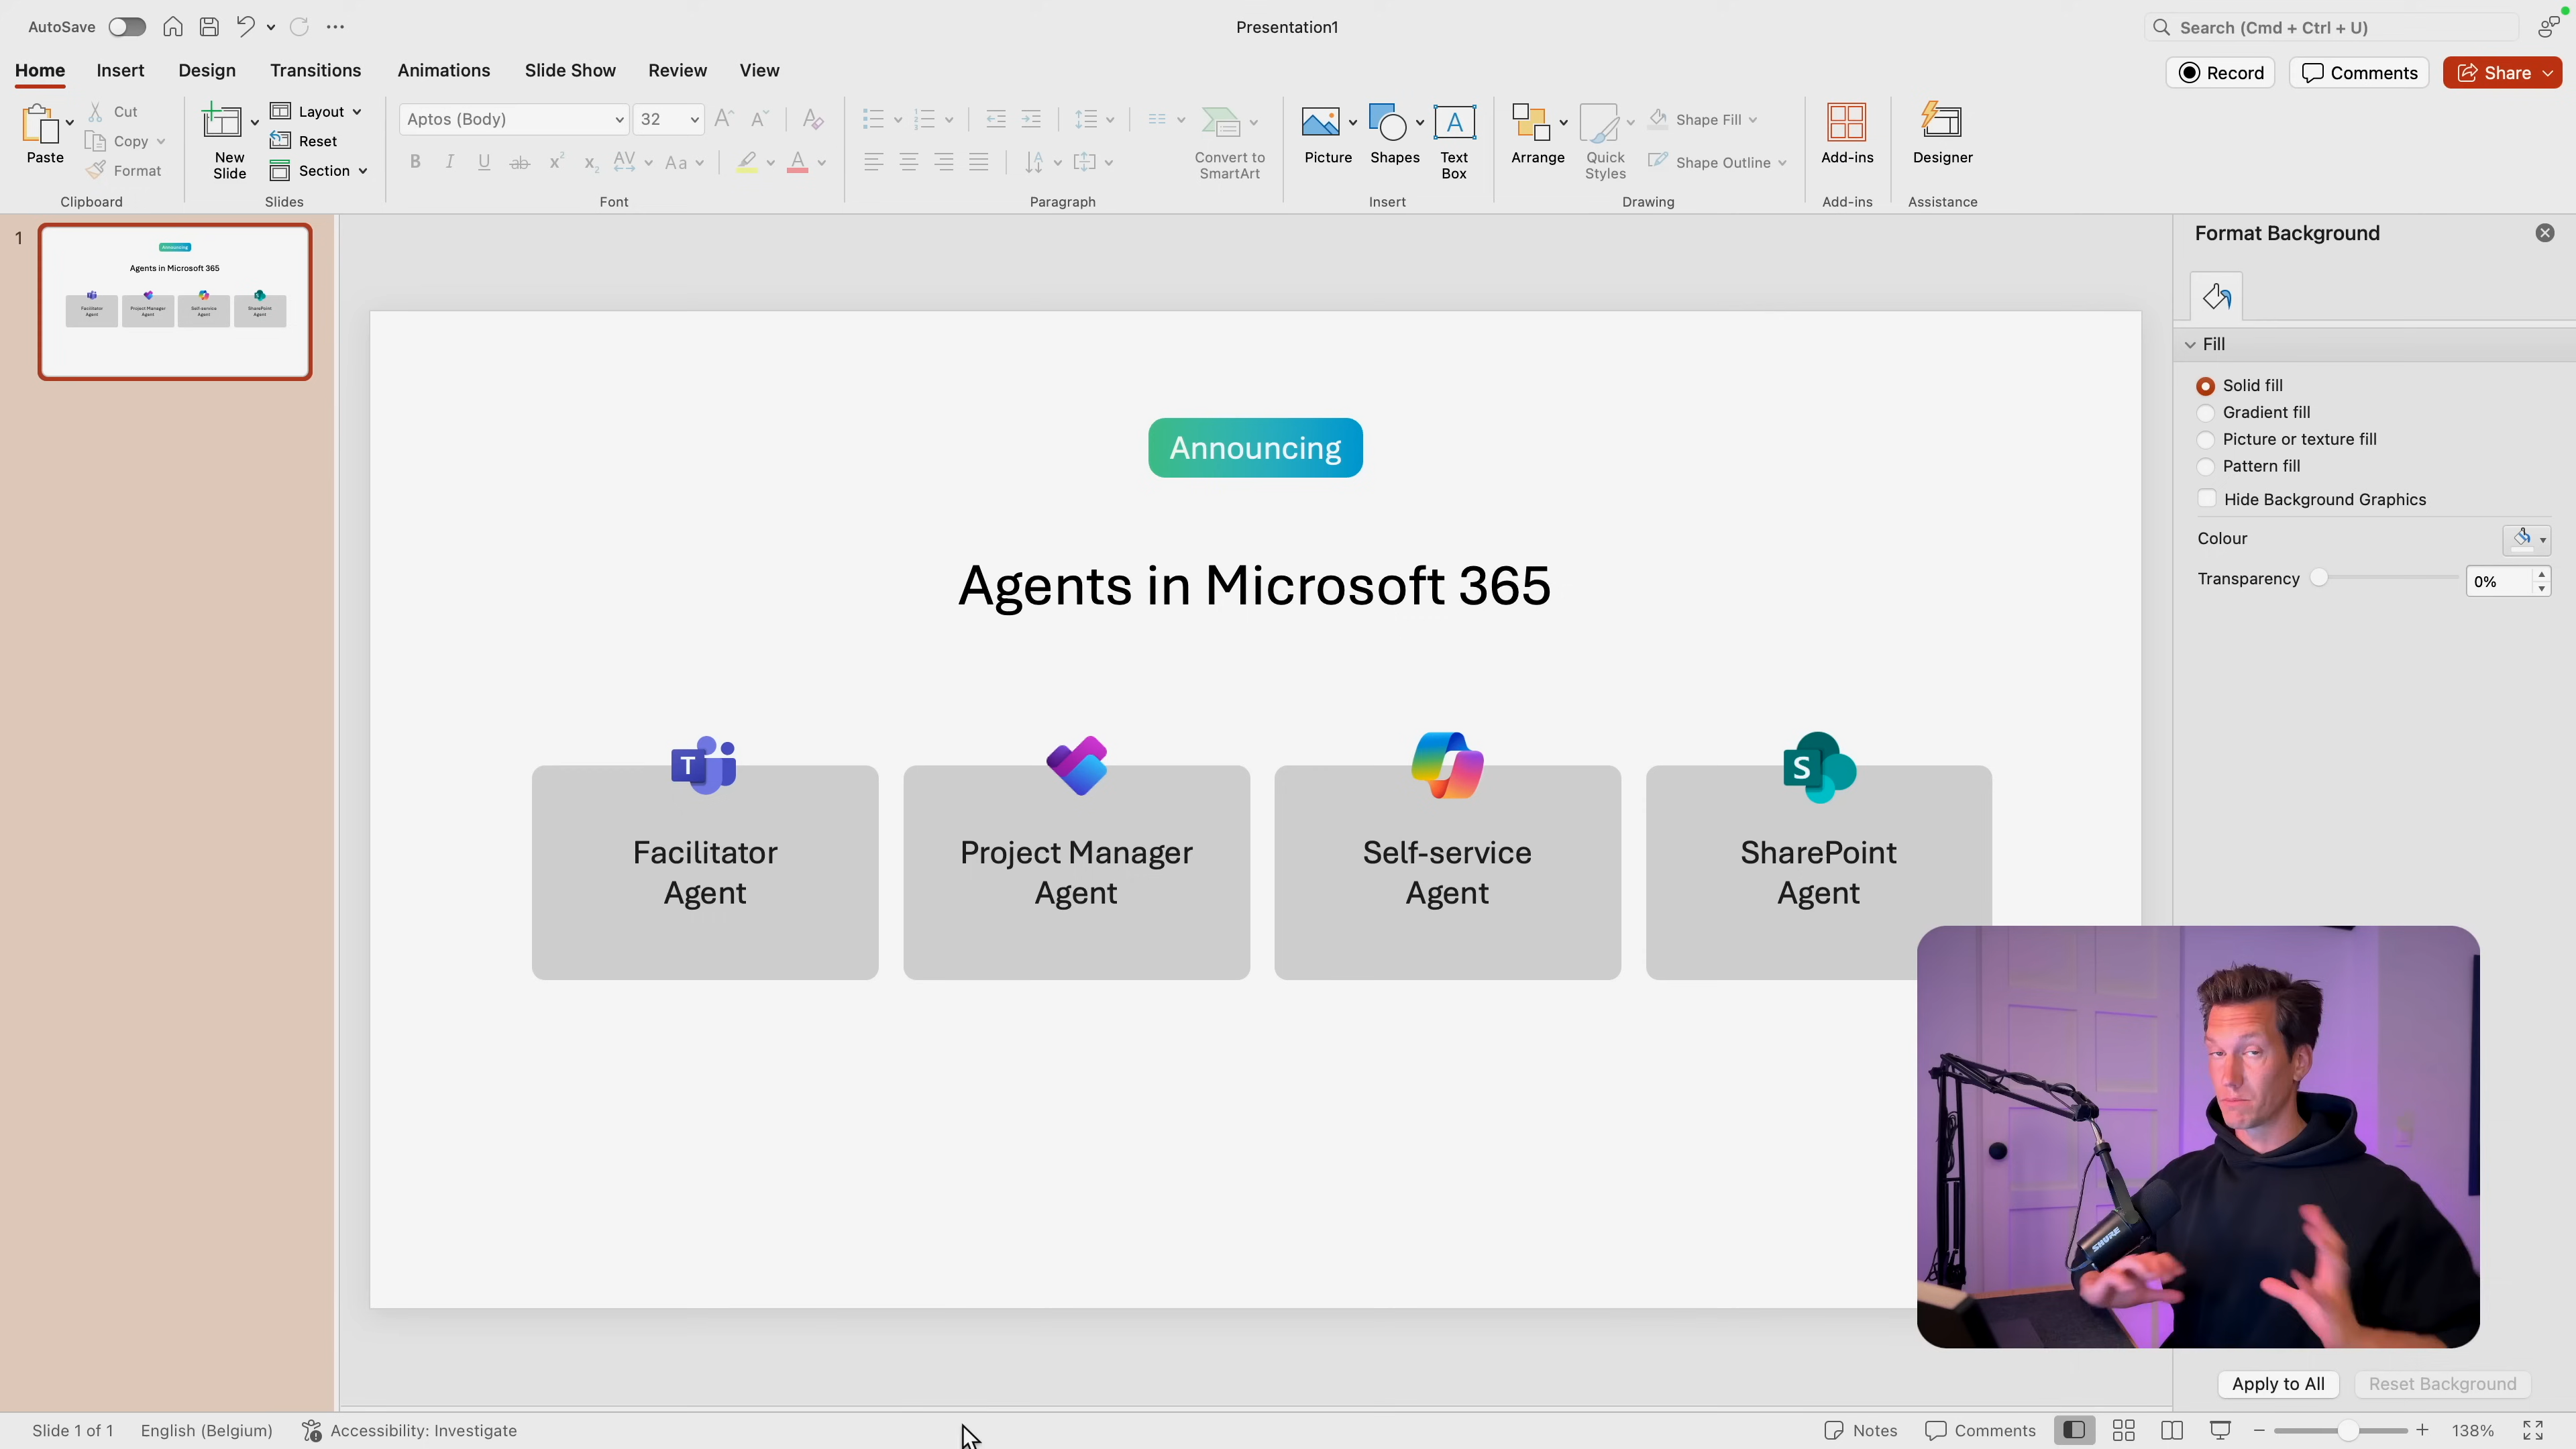 AutoSave
Presentation1
Search (Cmd + Ctrl + U)
Home Insert Design Transitions Animations Slide Show Review View
Record Comments Share
Paste
Cut
Copy
Format
Clipboard
New Slide
Layout
Reset
Section
Slides
Aptos (Body) 32
B I U ab x² x₂ AV Aa A
Font
Convert to SmartArt
Paragraph
Picture Shapes Text Box
Insert
Arrange Quick Styles
Shape Fill
Shape Outline
Drawing
Add-ins
Add-ins
Designer
Assistance
1
Announcing
Agents in Microsoft 365
Facilitator Agent
Project Manager Agent
Self-service Agent
SharePoint Agent
Announcing
Agents in Microsoft 365
T
Facilitator
Agent
Project Manager
Agent
Self-service
Agent
S
SharePoint
Agent
SHURE
Format Background
Fill
Solid fill
Gradient fill
Picture or texture fill
Pattern fill
Hide Background Graphics
Colour
Transparency 0%
Apply to All Reset Background
Slide 1 of 1 English (Belgium) Accessibility: Investigate
Notes Comments 138%